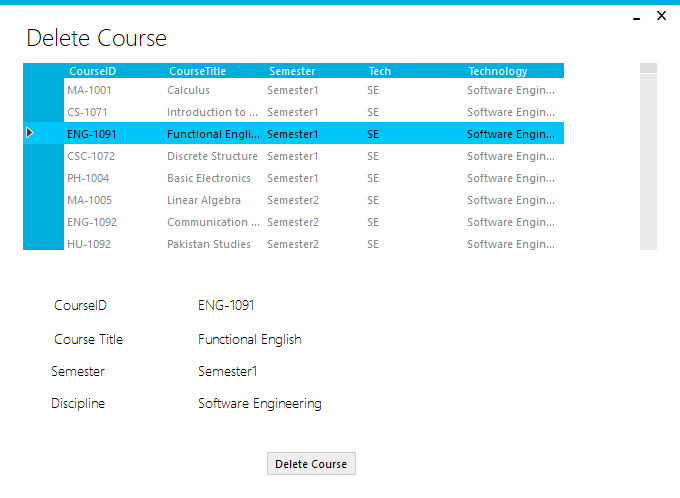 Delete Course
CourseID CourseTitle Semester Tech Technology
MA-1001 Calculus Semester1 SE Software Engin...
CS-1071 Introduction to ... Semester1 SE Software Engin...
ENG-1091 Functional Engli... Semester1 SE Software Engin...
CSC-1072 Discrete Structure Semester1 SE Software Engin...
PH-1004 Basic Electronics Semester1 SE Software Engin...
MA-1005 Linear Algebra Semester2 SE Software Engin...
ENG-1092 Communication ... Semester2 SE Software Engin...
HU-1092 Pakistan Studies Semester2 SE Software Engin...
CourseID ENG-1091
Course Title Functional English
Semester Semester1
Discipline Software Engineering
Delete Course